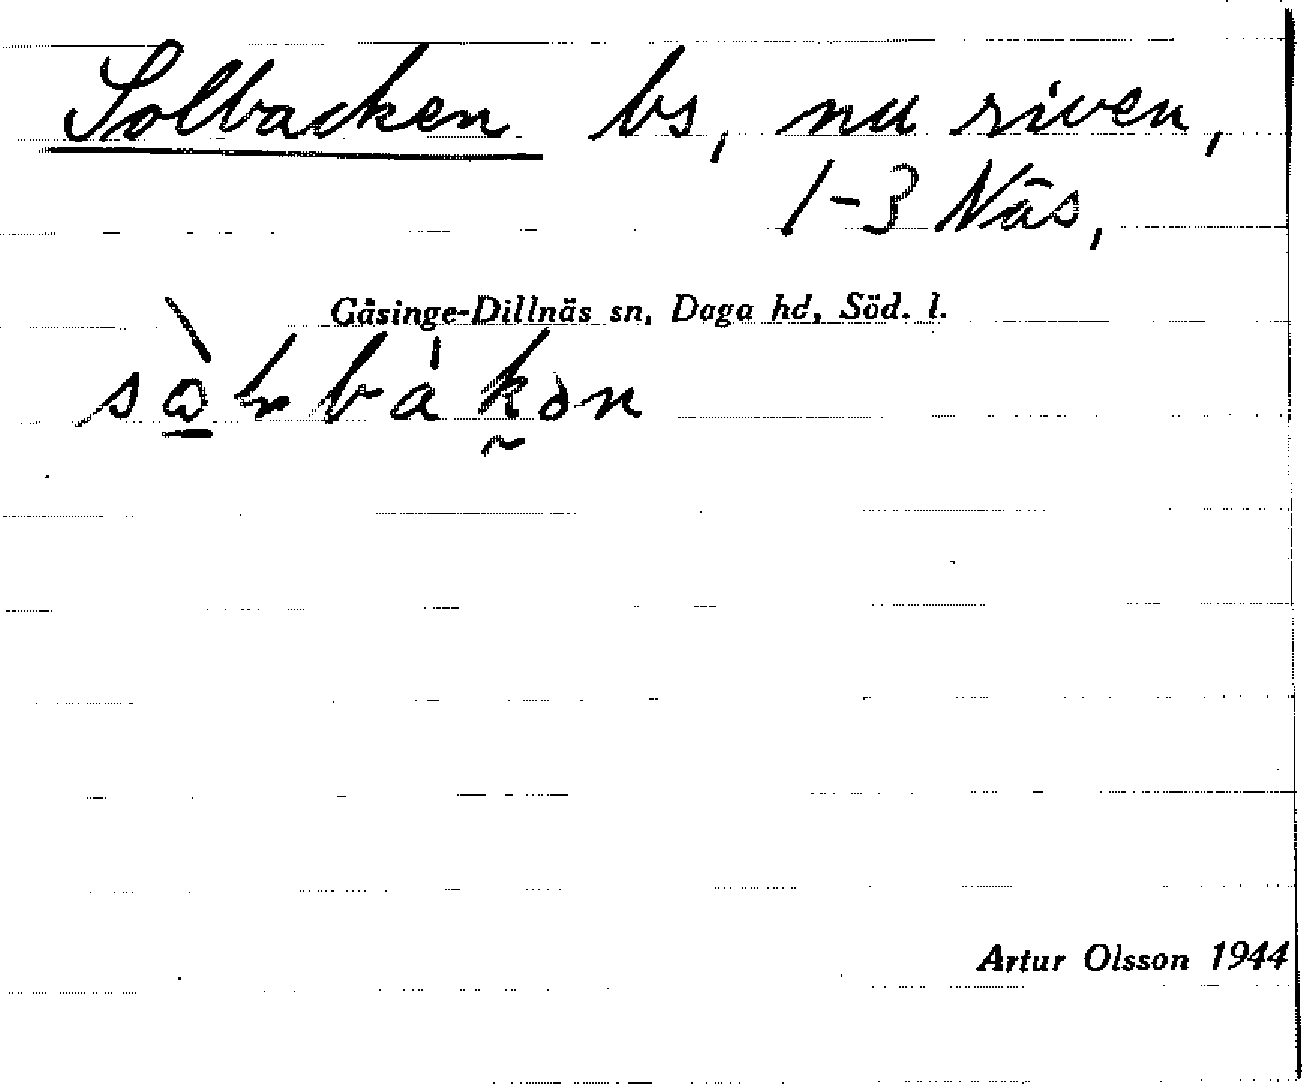 Solbacken bs, nu riven,
1-3 Näs,
Gåsinge-Dillnäs sn, Daga hd, Söd. l.
Artur Olsson 1944